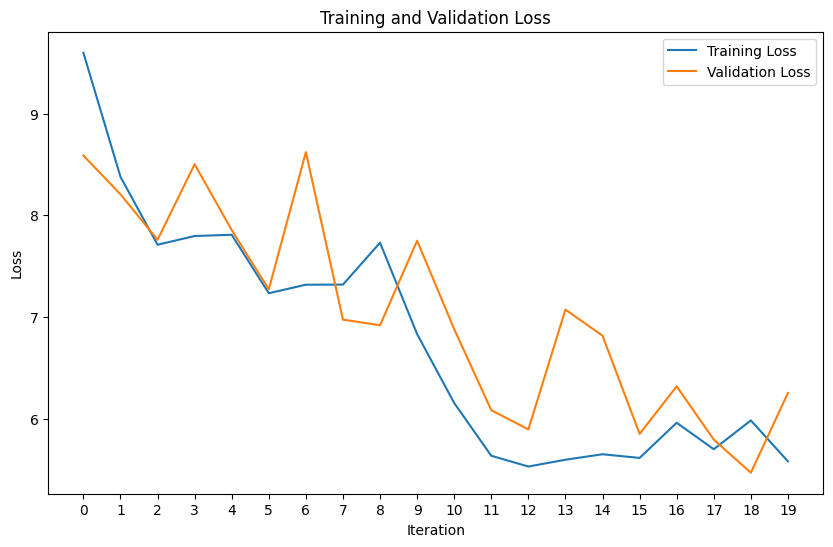 Training and Validation Loss
Training Loss
Validation Loss
9
8
7
6
Loss
0 1 2 3 4 5 6 7 8 9 10 11 12 13 14 15 16 17 18 19
Iteration